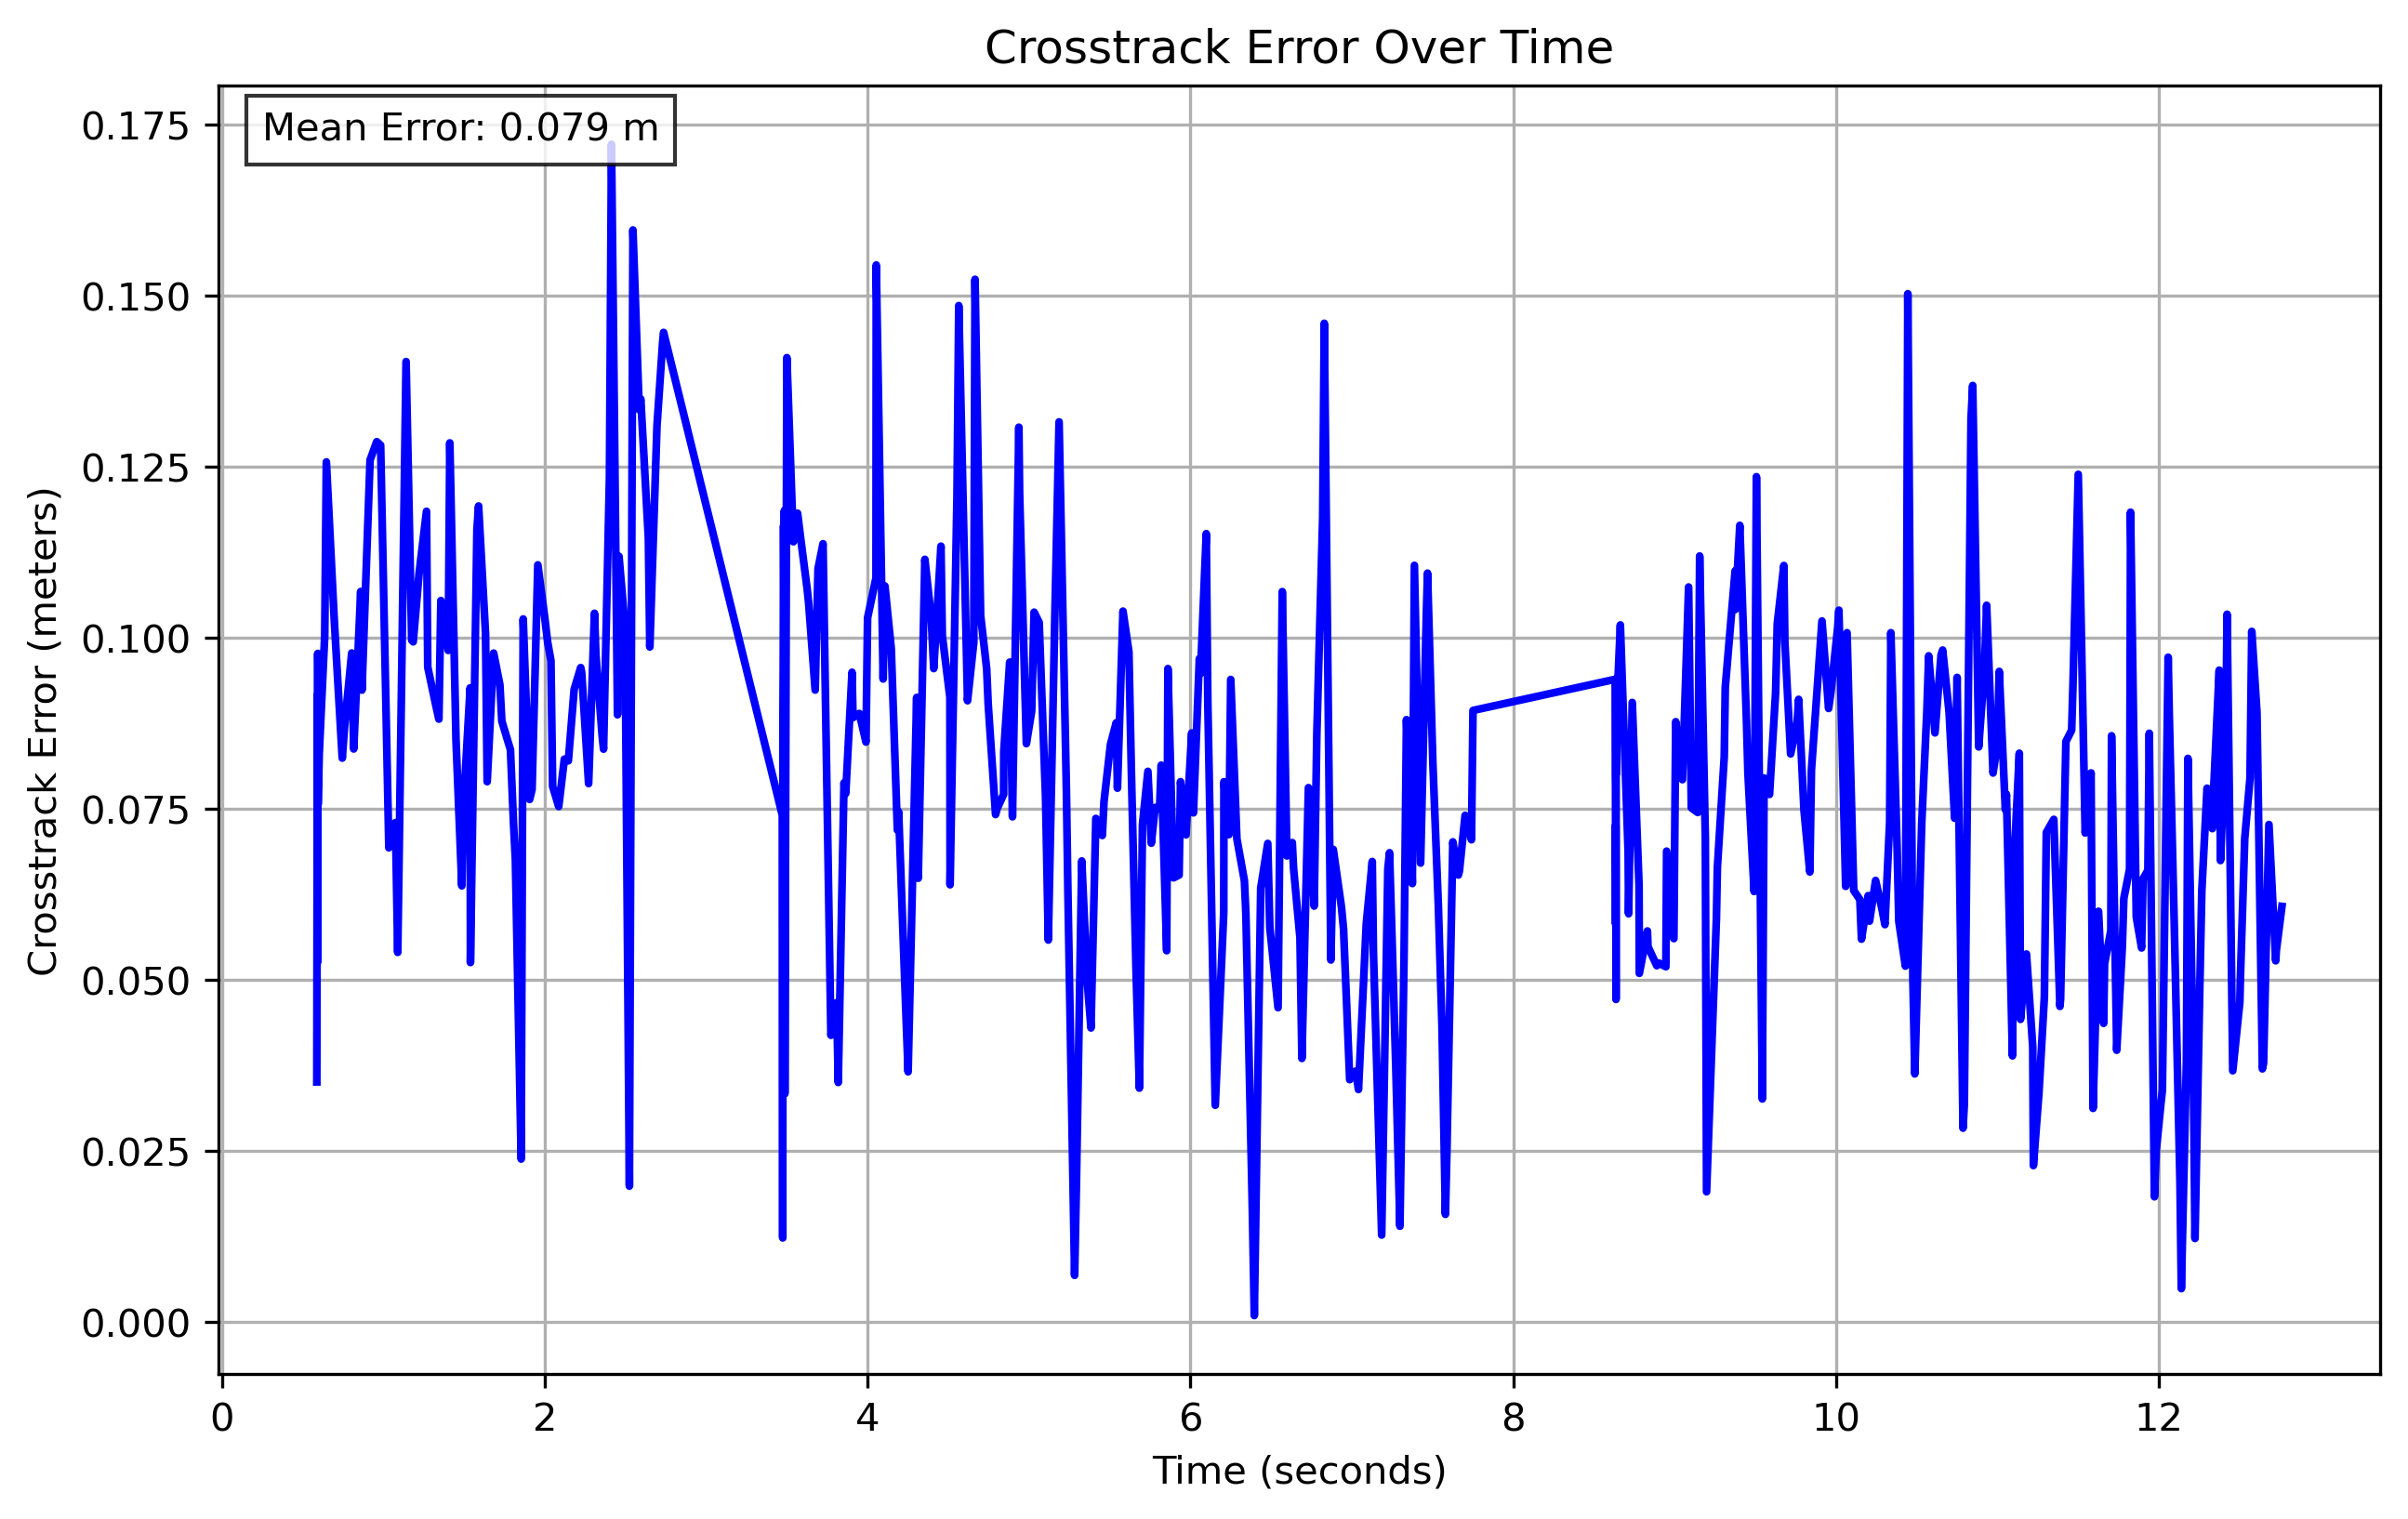 Crosstrack Error Over Time
Mean Error: 0.079 m
Crosstrack Error (meters)
0.175
0.150
0.125
0.100
0.075
0.050
0.025
0.000
0 2 4 6 8 10 12
Time (seconds)